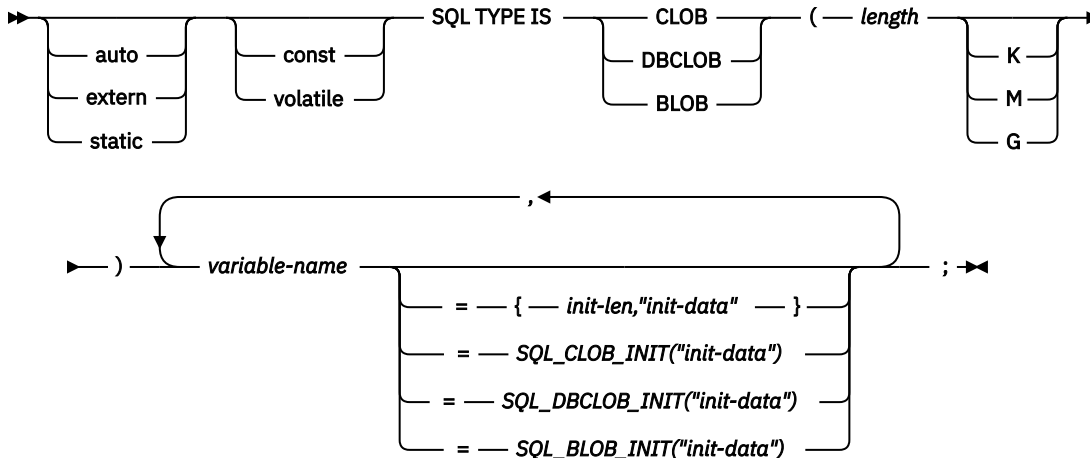 SQL TYPE IS CLOB ( length
auto const DBCLOB K
extern volatile BLOB M
static G
,
) variable-name ;
= { init-len,"init-data" }
= SQL_CLOB_INIT("init-data")
= SQL_DBCLOB_INIT("init-data")
= SQL_BLOB_INIT("init-data")